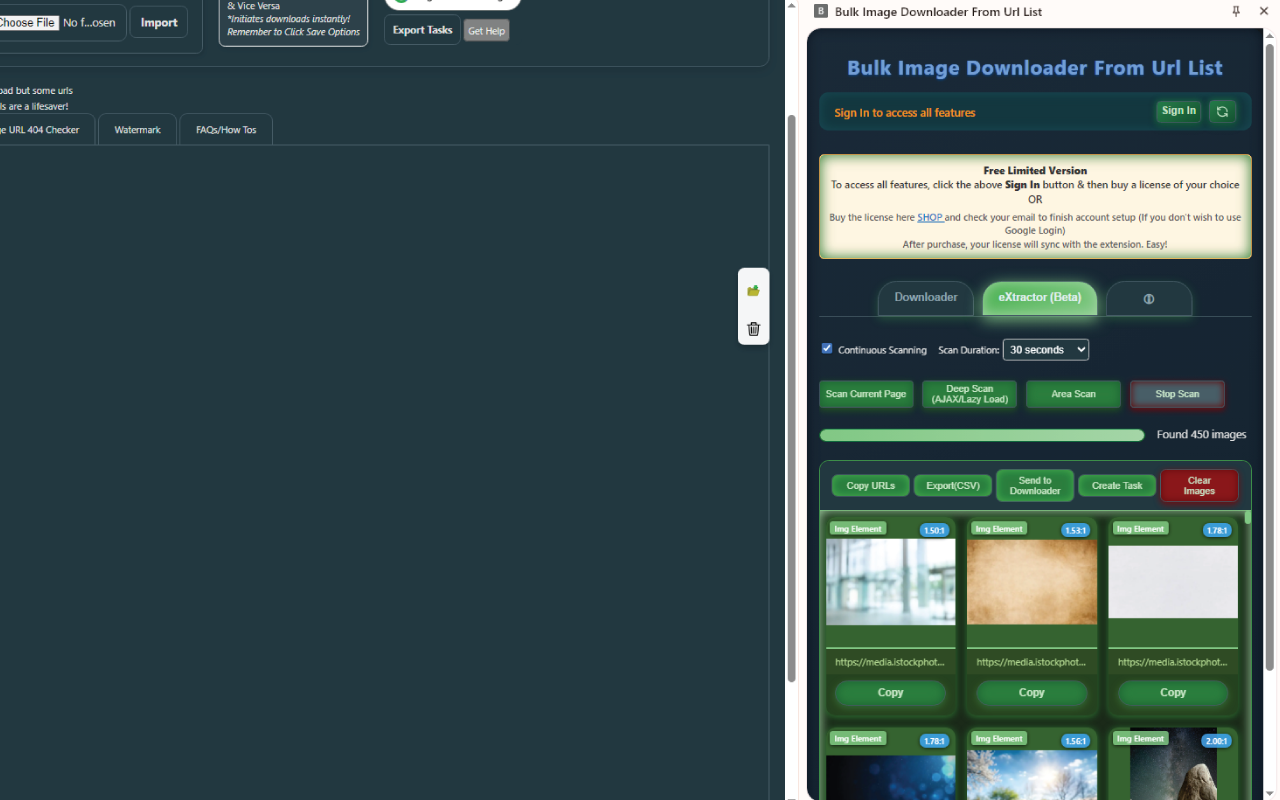 Choose File No f...osen
Import
& Vice Versa
*Initiates downloads instantly!
Remember to Click Save Options
Export Tasks
Get Help
oad but some urls
ls are a lifesaver!
ge URL 404 Checker
Watermark
FAQs/How Tos
B Bulk Image Downloader From Url List
Bulk Image Downloader From Url List
Sign In to access all features
Sign In
Free Limited Version
To access all features, click the above Sign In button & then buy a license of your choice
OR
Buy the license here SHOP and check your email to finish account setup (If you don't wish to use
Google Login)
After purchase, your license will sync with the extension. Easy!
Downloader
eXtractor (Beta)
Continuous Scanning
Scan Duration:
30 seconds
Scan Current Page
Deep Scan
(AJAX/Lazy Load)
Area Scan
Stop Scan
Found 450 images
Copy URLs
Export(CSV)
Send to
Downloader
Create Task
Clear
Images
Img Element
1.50:1
Img Element
1.53:1
Img Element
1.78:1
https://media.istockphot...
https://media.istockphot...
https://media.istockphot...
Copy
Copy
Copy
Img Element
1.78:1
Img Element
1.56:1
Img Element
2.00:1